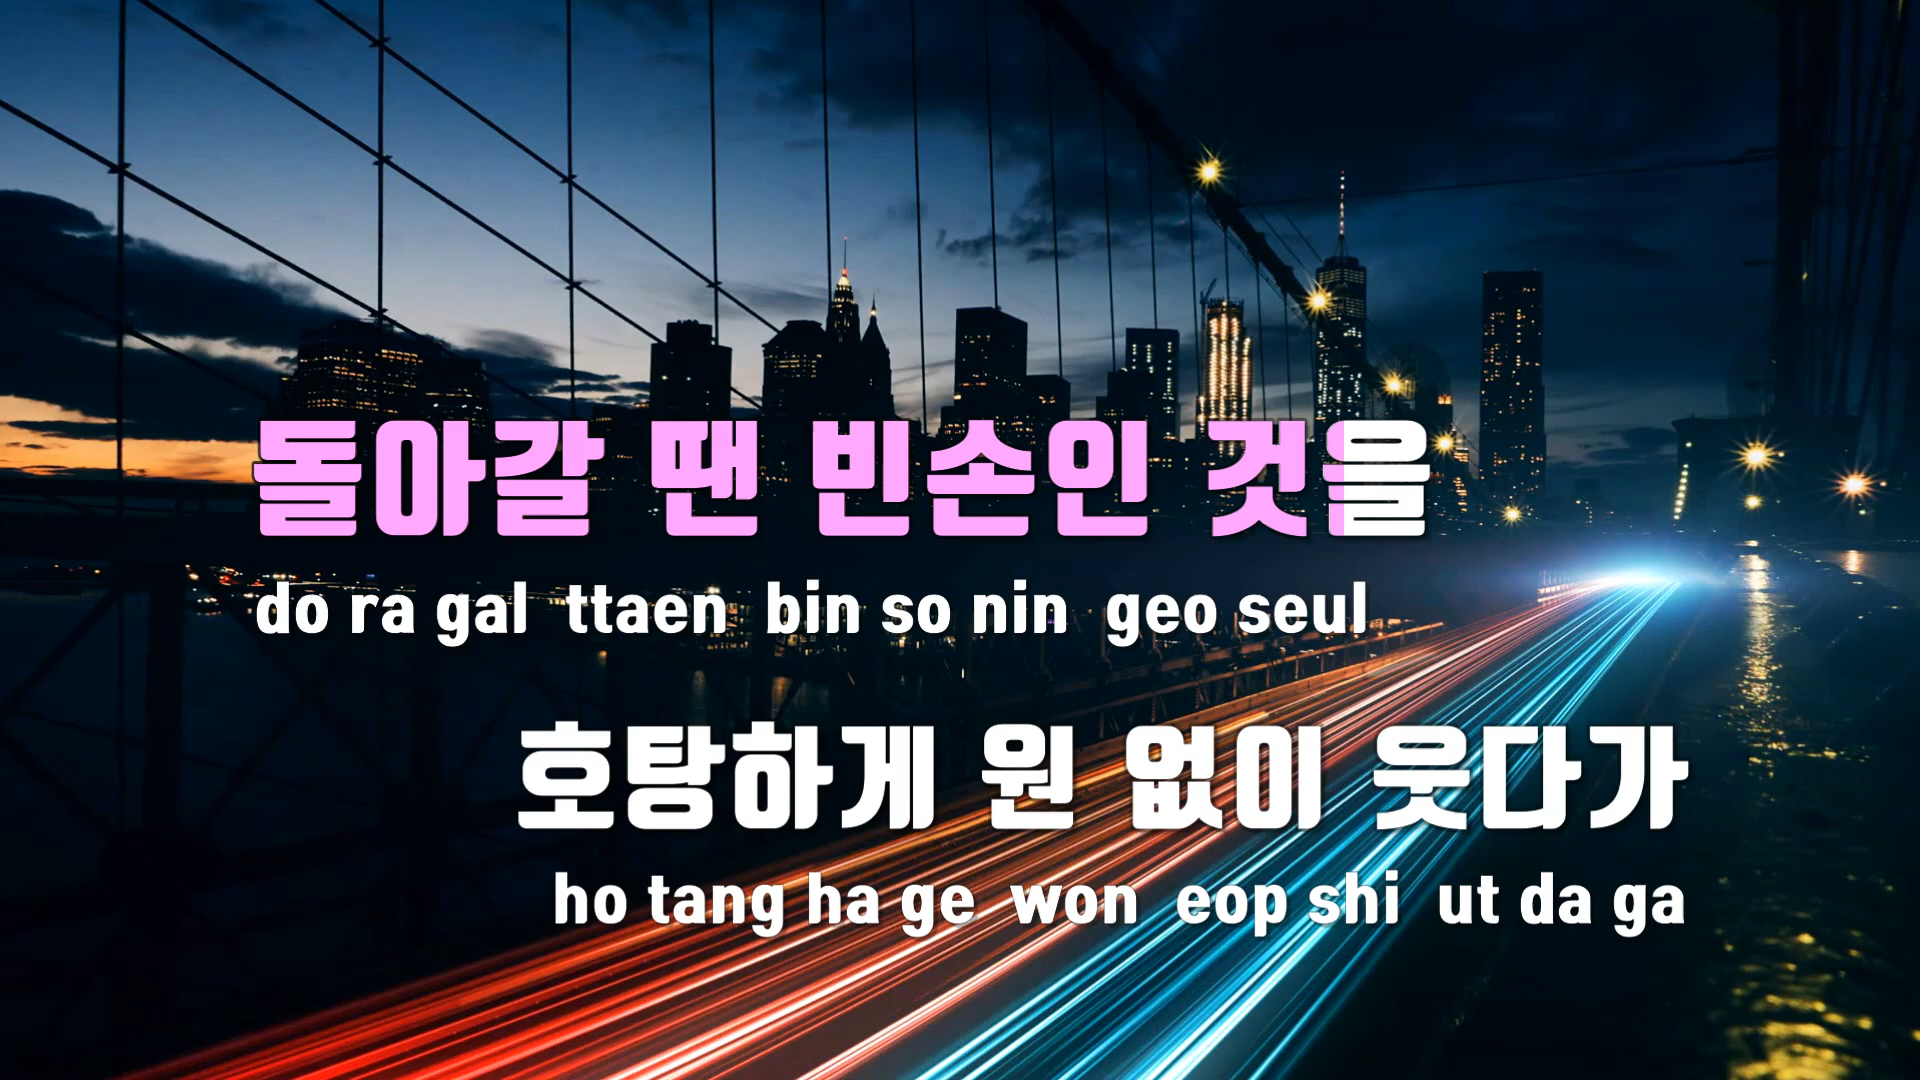 돌아갈 땐 빈손인 것을
do ra gal ttaen bin so nin geo seul
호탕하게 원 없이 웃다가
ho tang ha ge won eop shi ut da ga